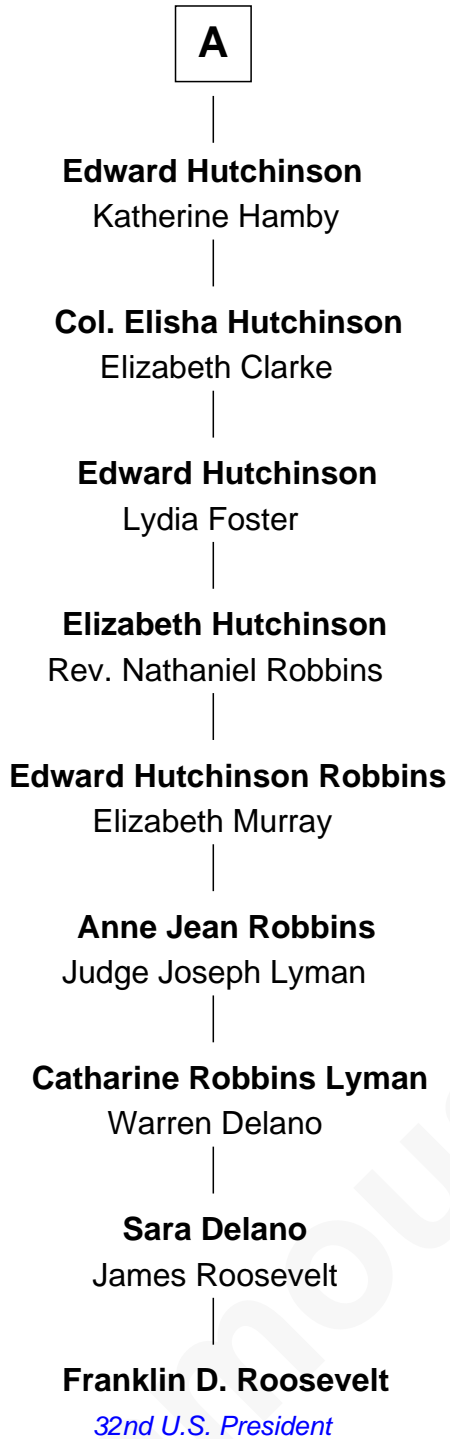 A
Edward Hutchinson
Katherine Hamby
Col. Elisha Hutchinson
Elizabeth Clarke
Edward Hutchinson
Lydia Foster
Elizabeth Hutchinson
Rev. Nathaniel Robbins
Edward Hutchinson Robbins
Elizabeth Murray
Anne Jean Robbins
Judge Joseph Lyman
Catharine Robbins Lyman
Warren Delano
Sara Delano
James Roosevelt
Franklin D. Roosevelt
32nd U.S. President